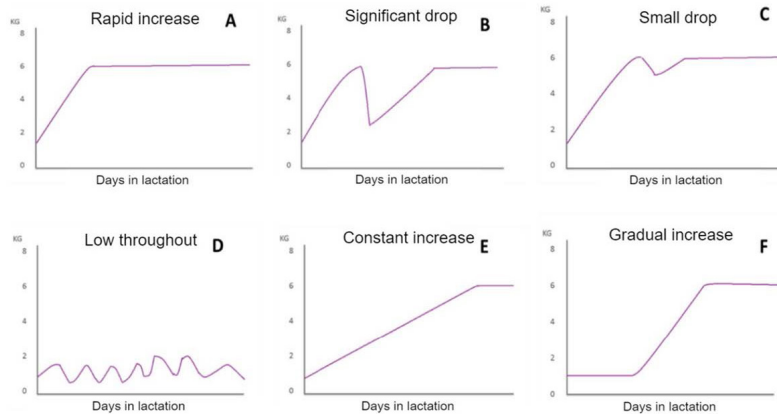 Rapid increase A
KG
8
6
4
2
0
Days in lactation
Significant drop B
KG
8
6
4
2
0
Days in lactation
Small drop C
KG
8
6
4
2
0
Days in lactation
Low throughout D
KG
8
6
4
2
0
Days in lactation
Constant increase E
KG
8
6
4
2
0
Days in lactation
Gradual increase F
KG
8
6
4
2
0
Days in lactation